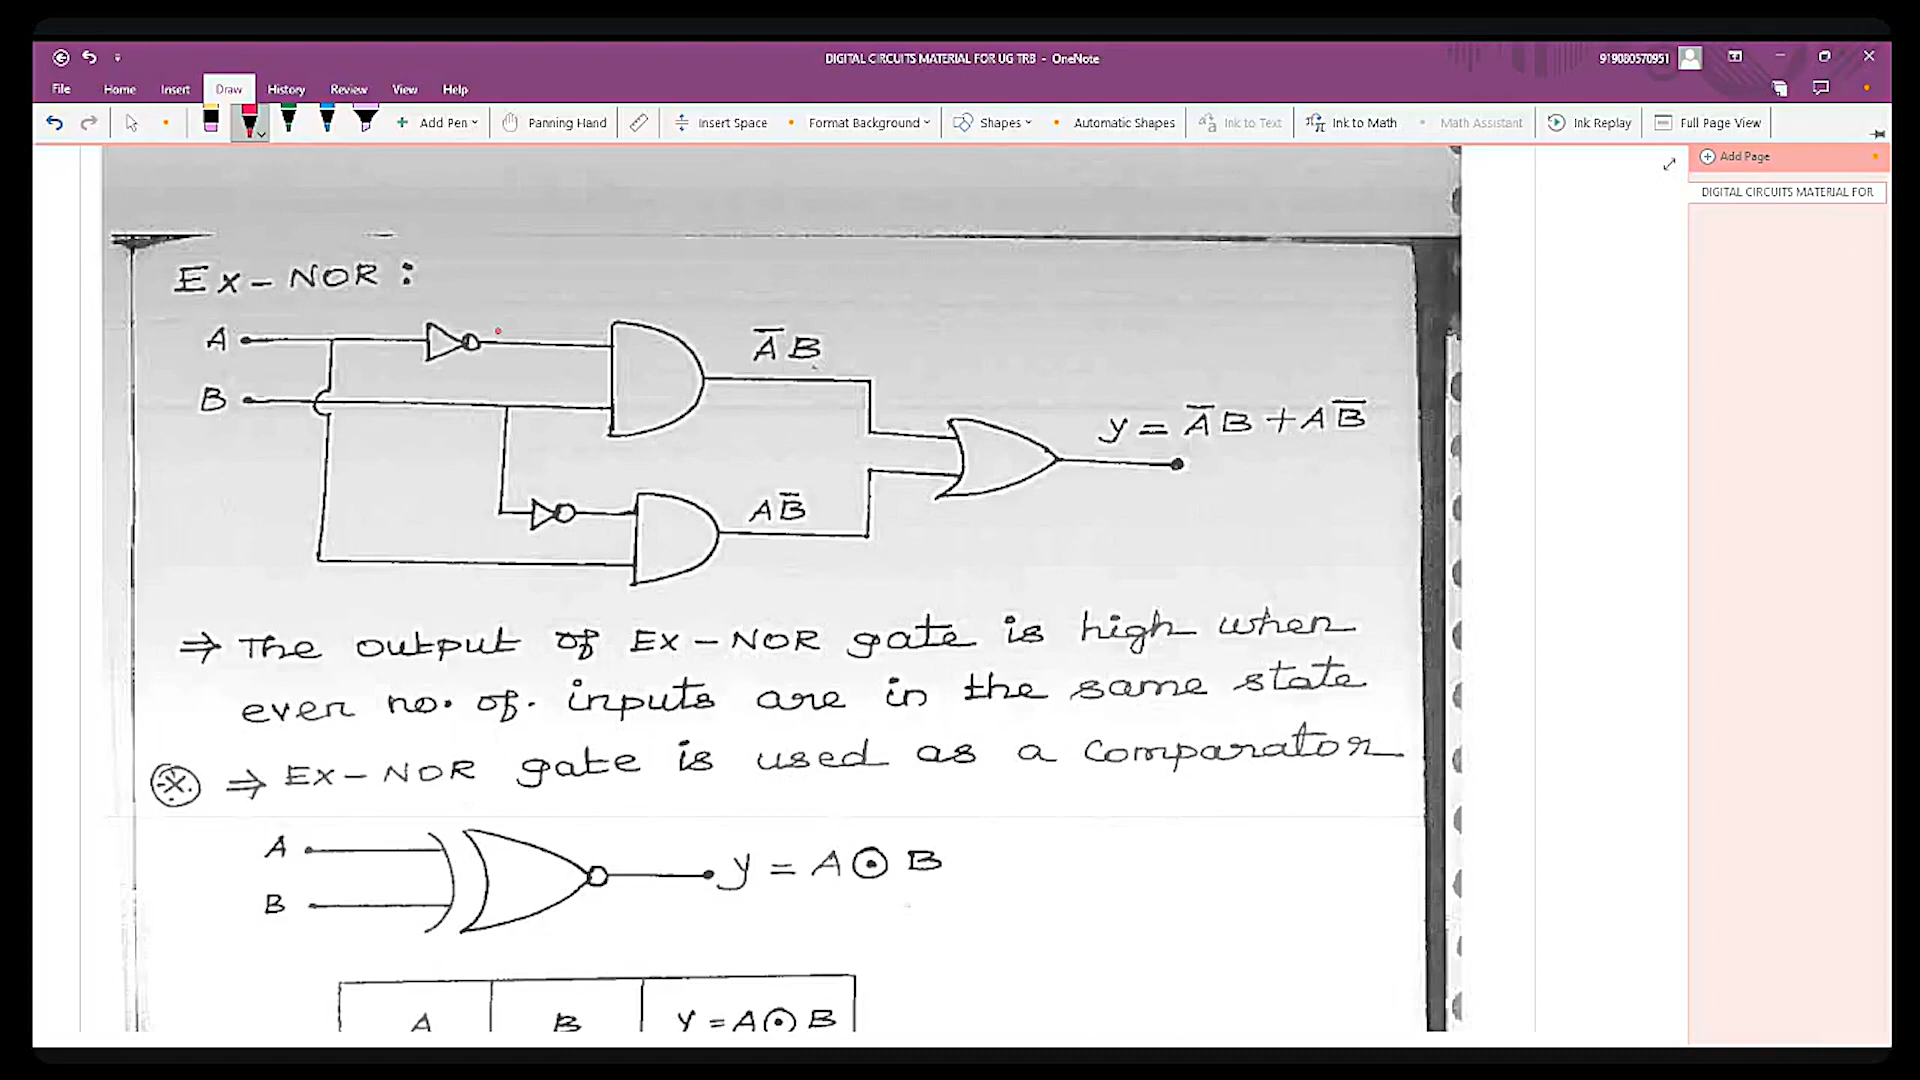 DIGITAL CIRCUITS MATERIAL FOR UG TRB - OneNote
919080570951
File Home Insert Draw History Review View Help
Add Pen Panning Hand Insert Space Format Background Shapes Automatic Shapes Ink to Text Ink to Math Math Assistant Ink Replay Full Page View
Add Page
DIGITAL CIRCUITS MATERIAL FOR
Ex-NOR:
A
B
A̅B
AB̅
y = A̅B + AB̅
⇒ The output of Ex-NOR gate is high when
even no. of. inputs are in the same state
⇒ Ex-NOR gate is used as a comparator
A
B
y = A⊙B
A B Y = A⊙B